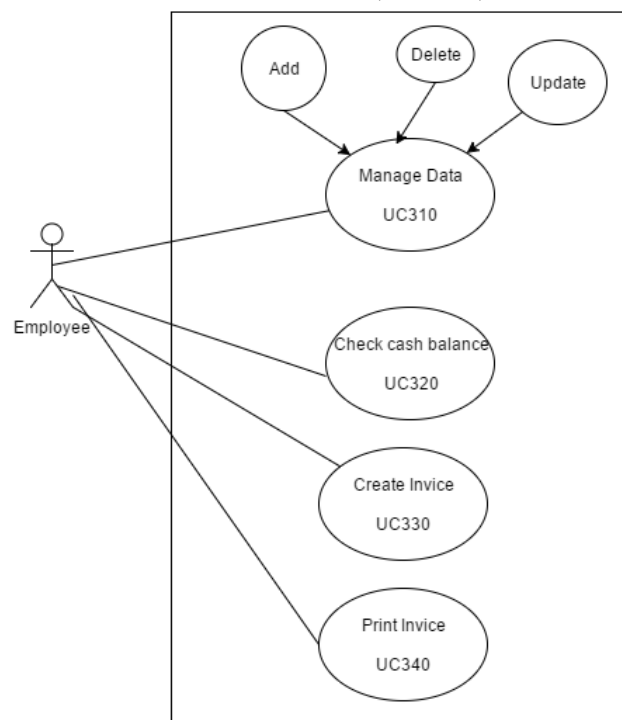 Add
Delete
Update
Manage Data
UC310
Employee
Check cash balance
UC320
Create Invice
UC330
Print Invice
UC340